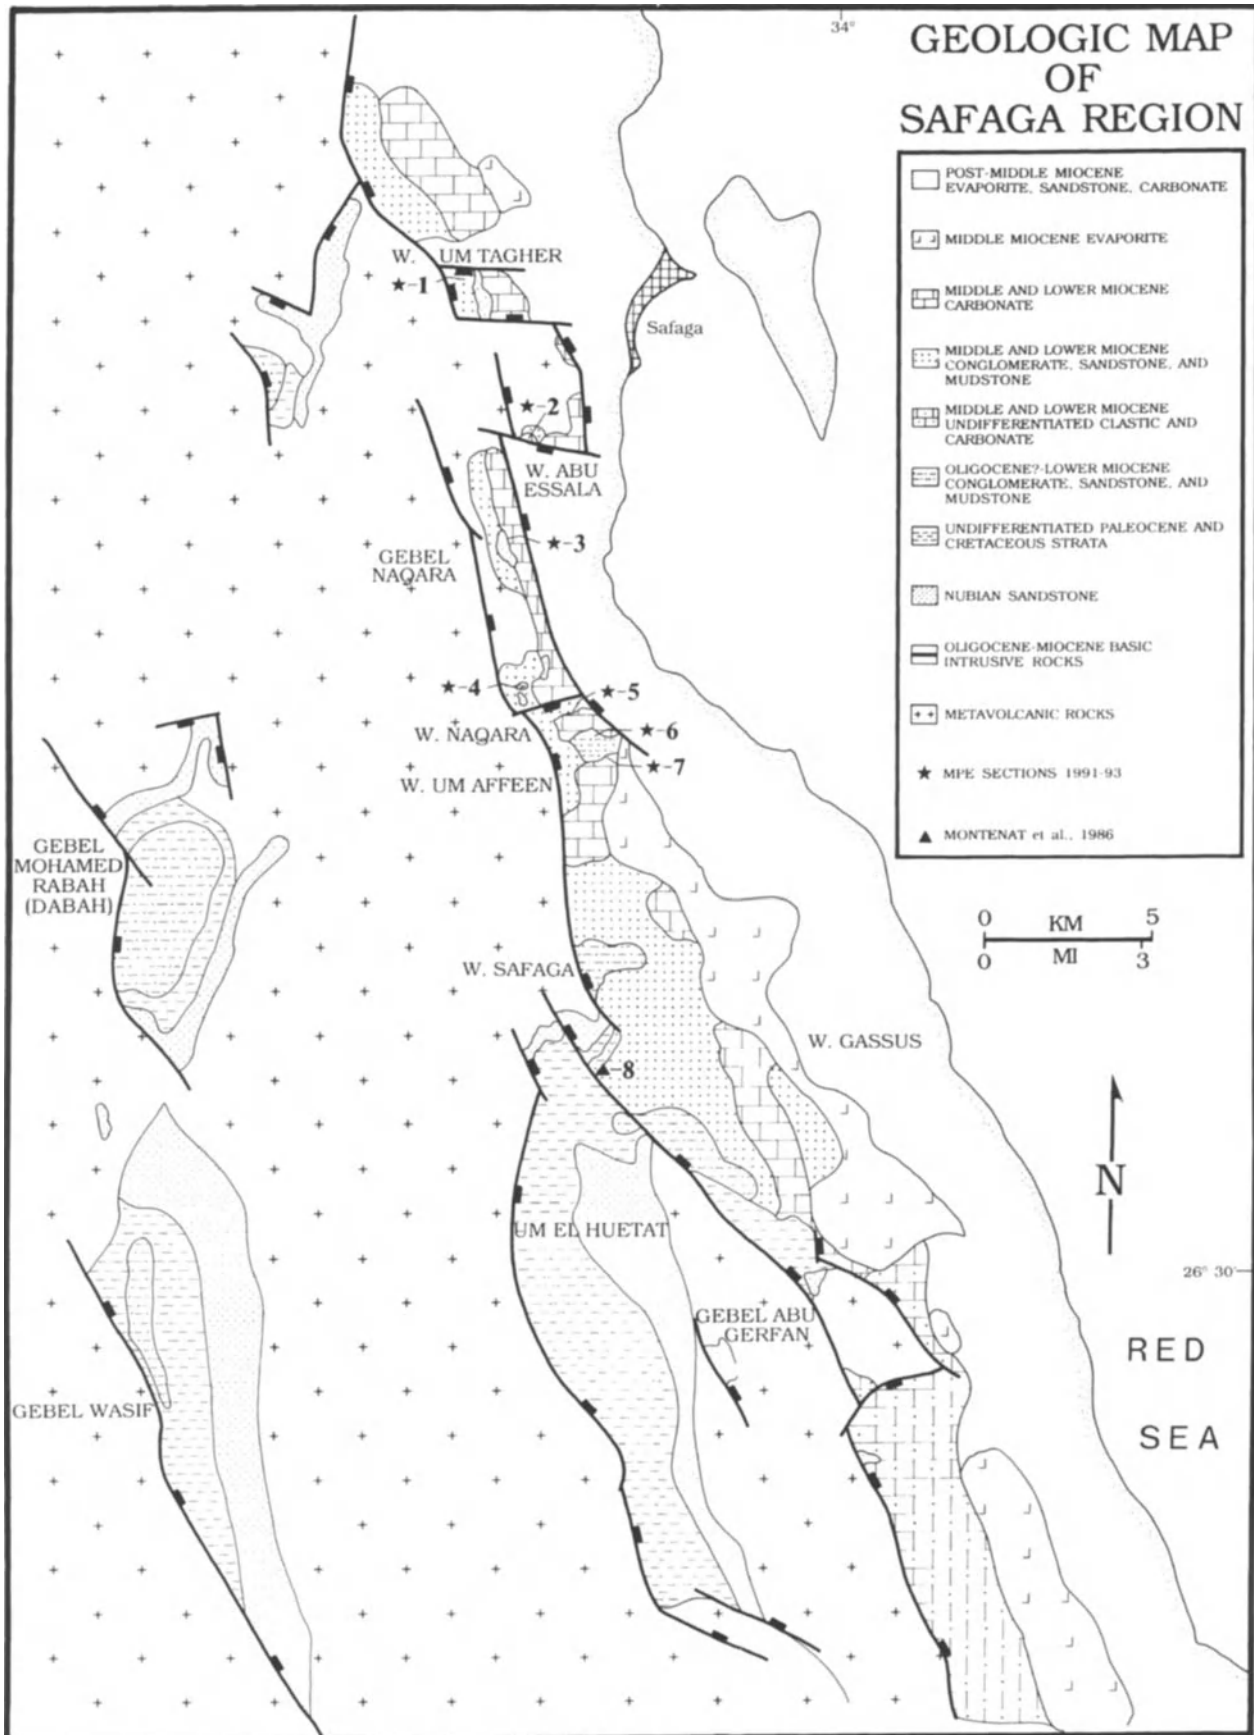 34°
GEOLOGIC MAP
OF
SAFAGA REGION
POST-MIDDLE MIOCENE
EVAPORITE, SANDSTONE, CARBONATE
MIDDLE MIOCENE EVAPORITE
MIDDLE AND LOWER MIOCENE
CARBONATE
MIDDLE AND LOWER MIOCENE
CONGLOMERATE, SANDSTONE, AND
MUDSTONE
MIDDLE AND LOWER MIOCENE
UNDIFFERENTIATED CLASTIC AND
CARBONATE
OLIGOCENE?-LOWER MIOCENE
CONGLOMERATE, SANDSTONE, AND
MUDSTONE
UNDIFFERENTIATED PALEOCENE AND
CRETACEOUS STRATA
NUBIAN SANDSTONE
OLIGOCENE-MIOCENE BASIC
INTRUSIVE ROCKS
METAVOLCANIC ROCKS
★ MPE SECTIONS 1991-93
▲ MONTENAT et al., 1986
0 KM 5
0 MI 3
N
26° 30'
RED
SEA
W. UM TAGHER
★-1
Safaga
★-2
W. ABU
ESSALA
★-3
GEBEL
NAQARA
★-4
★-5
★-6
W. NAQARA
★-7
W. UM AFFEEN
GEBEL
MOHAMED
RABAH
(DABAH)
W. SAFAGA
W. GASSUS
▲-8
UM EL HUETAT
GEBEL ABU
GERFAN
GEBEL WASIF